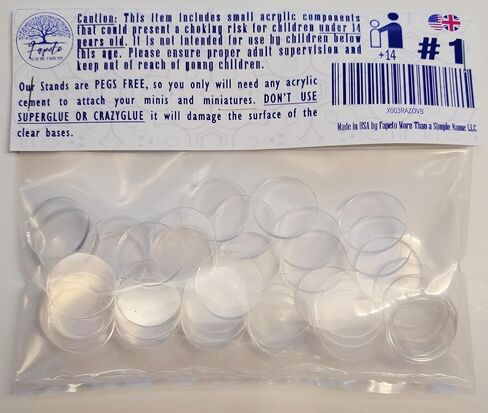 Caution: This item includes small acrylic components
that could present a choking risk for children under 14
years old. It is not intended for use by children below
this age. Please ensure proper adult supervision and
keep out of reach of young children.
Papeto
+14
#1
Our Stands are PEGS FREE, so you only will need any acrylic
cement to attach your minis and miniatures. DON'T USE
SUPERGLUE OR CRAZYGLUE it will damage the surface of the
clear bases.
X003RAZOVB
Made in USA by Papeto More Than a Simple Name LLC